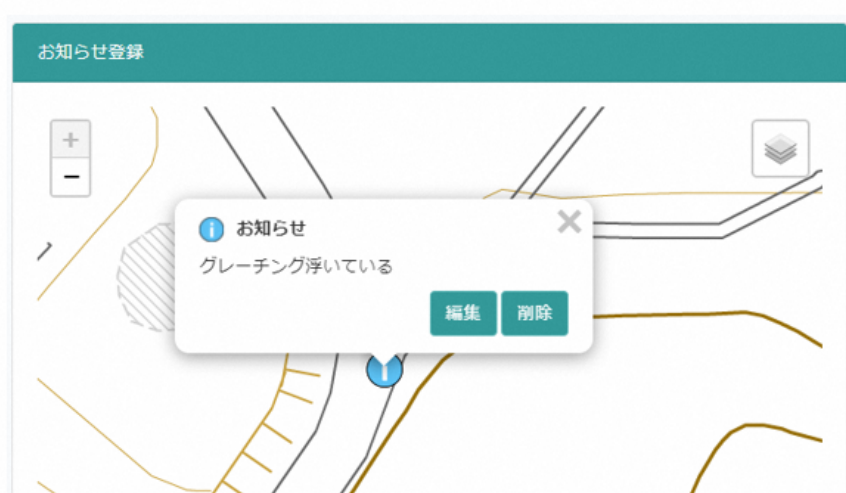 お知らせ登録
+
−
お知らせ
グレーチング浮いている
編集 削除